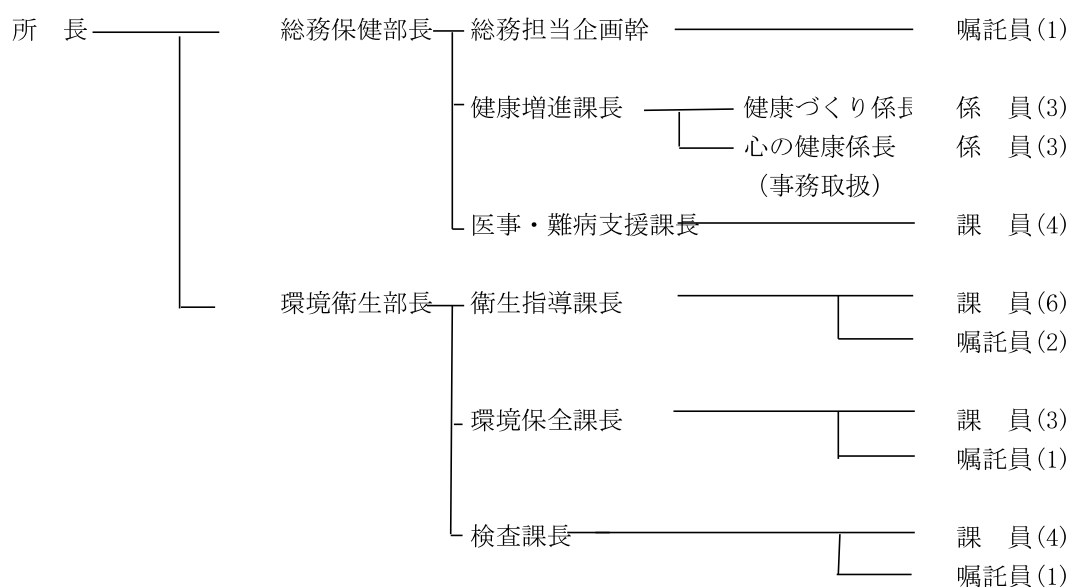 所　長 総務保健部長 総務担当企画幹 嘱託員(1)
健康増進課長 健康づくり係長 係　員(3)
心の健康係長 係　員(3)
（事務取扱）
医事・難病支援課長 課　員(4)
環境衛生部長 衛生指導課長 課　員(6)
嘱託員(2)
環境保全課長 課　員(3)
嘱託員(1)
検査課長 課　員(4)
嘱託員(1)